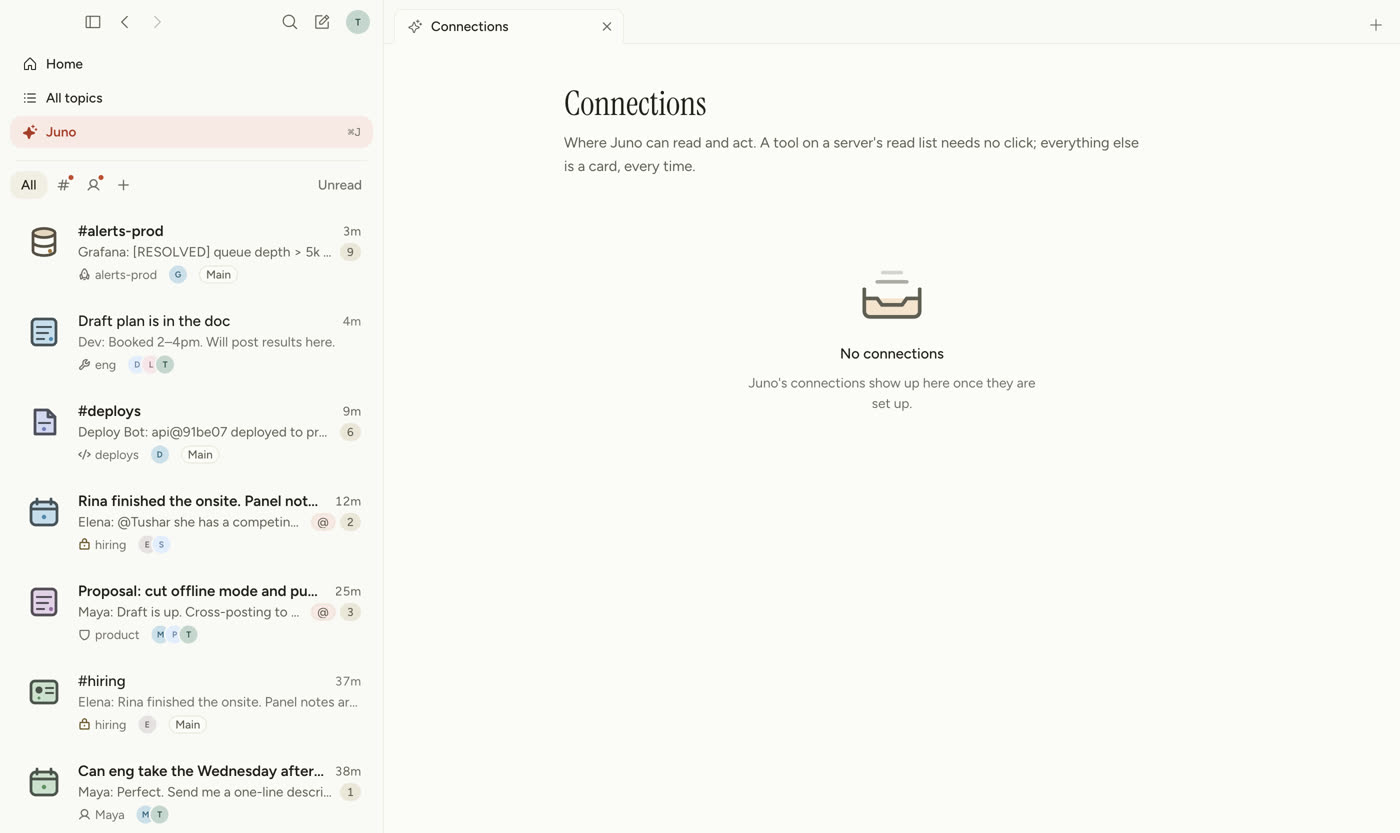 T
Home
All topics
Juno ⌘J
All Unread
#alerts-prod 3m
Grafana: [RESOLVED] queue depth > 5k ... 9
alerts-prod G Main
Draft plan is in the doc 4m
Dev: Booked 2–4pm. Will post results here.
eng D L T
#deploys 9m
Deploy Bot: api@91be07 deployed to pr... 6
deploys D Main
Rina finished the onsite. Panel not... 12m
Elena: @Tushar she has a competin... @ 2
hiring E S
Proposal: cut offline mode and pu... 25m
Maya: Draft is up. Cross-posting to ... @ 3
product M P T
#hiring 37m
Elena: Rina finished the onsite. Panel notes ar...
hiring E Main
Can eng take the Wednesday after... 38m
Maya: Perfect. Send me a one-line descri... 1
Maya M T
Connections
Connections
Where Juno can read and act. A tool on a server's read list needs no click; everything else
is a card, every time.
No connections
Juno's connections show up here once they are
set up.